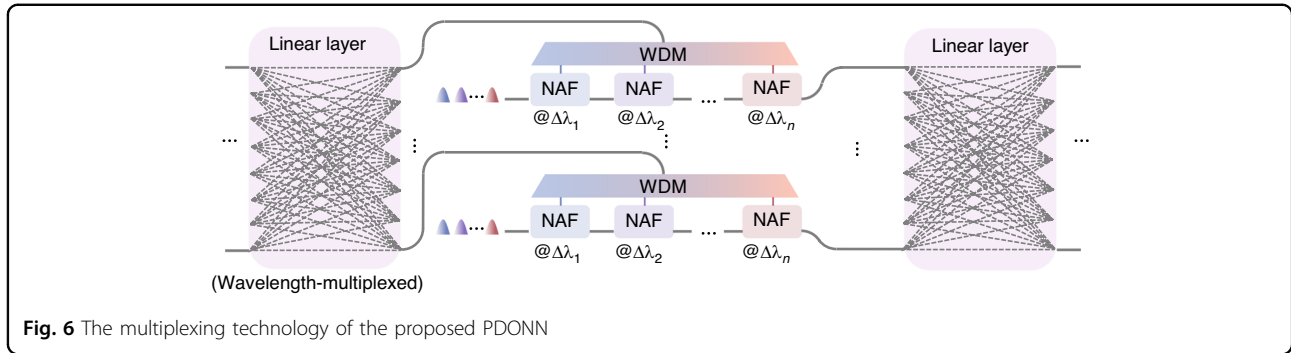 Linear layer
Linear layer
WDM
NAF NAF ... NAF
@Δλ1 @Δλ2 @Δλn
...
...
...
...
...
...
WDM
NAF NAF ... NAF
@Δλ1 @Δλ2 @Δλn
...
(Wavelength-multiplexed)
Fig. 6 The multiplexing technology of the proposed PDONN